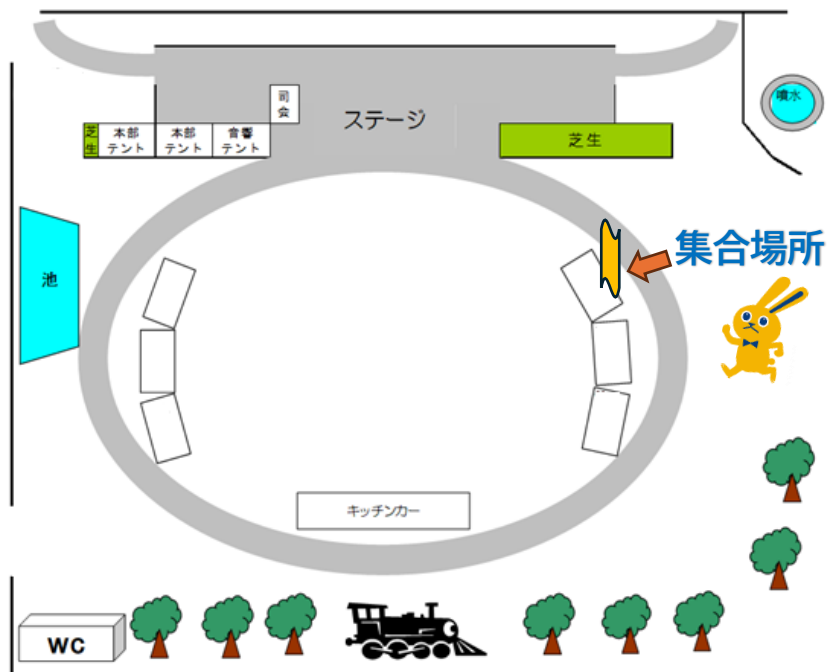 司
会
ステージ
噴水
芝
生
本部
テント
本部
テント
音響
テント
芝生
集合場所
池
キッチンカー
WC